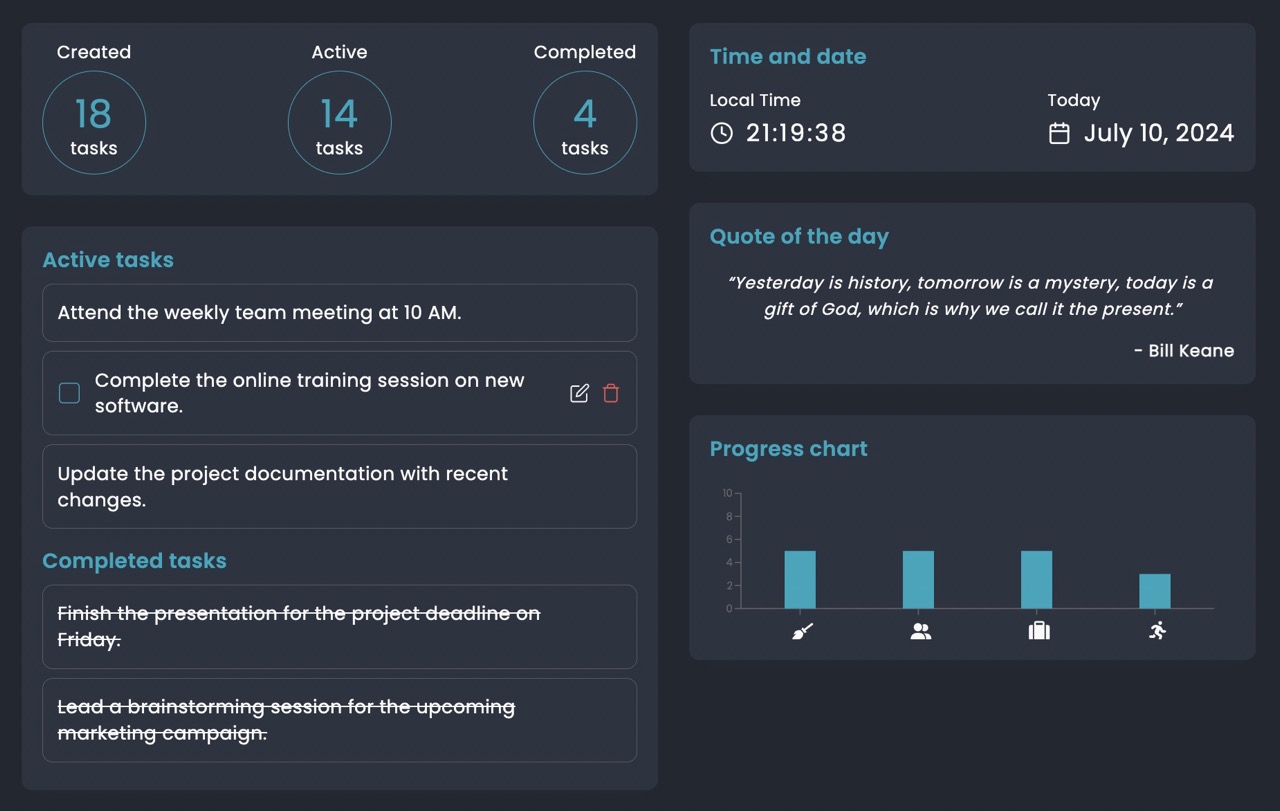 Created
18
tasks
Active
14
tasks
Completed
4
tasks
Active tasks
Attend the weekly team meeting at 10 AM.
Complete the online training session on new
software.
Update the project documentation with recent
changes.
Completed tasks
Finish the presentation for the project deadline on
Friday.
Lead a brainstorming session for the upcoming
marketing campaign.
Time and date
Local Time
21:19:38
Today
July 10, 2024
Quote of the day
“Yesterday is history, tomorrow is a mystery, today is a
gift of God, which is why we call it the present.”
- Bill Keane
Progress chart
10
8
6
4
2
0